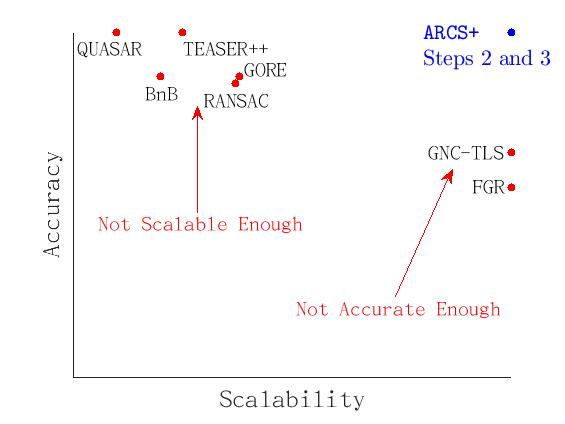 QUASAR
TEASER++
ARCS+
Steps 2 and 3
BnB
GORE
RANSAC
GNC-TLS
FGR
Not Scalable Enough
Not Accurate Enough
Accuracy
Scalability